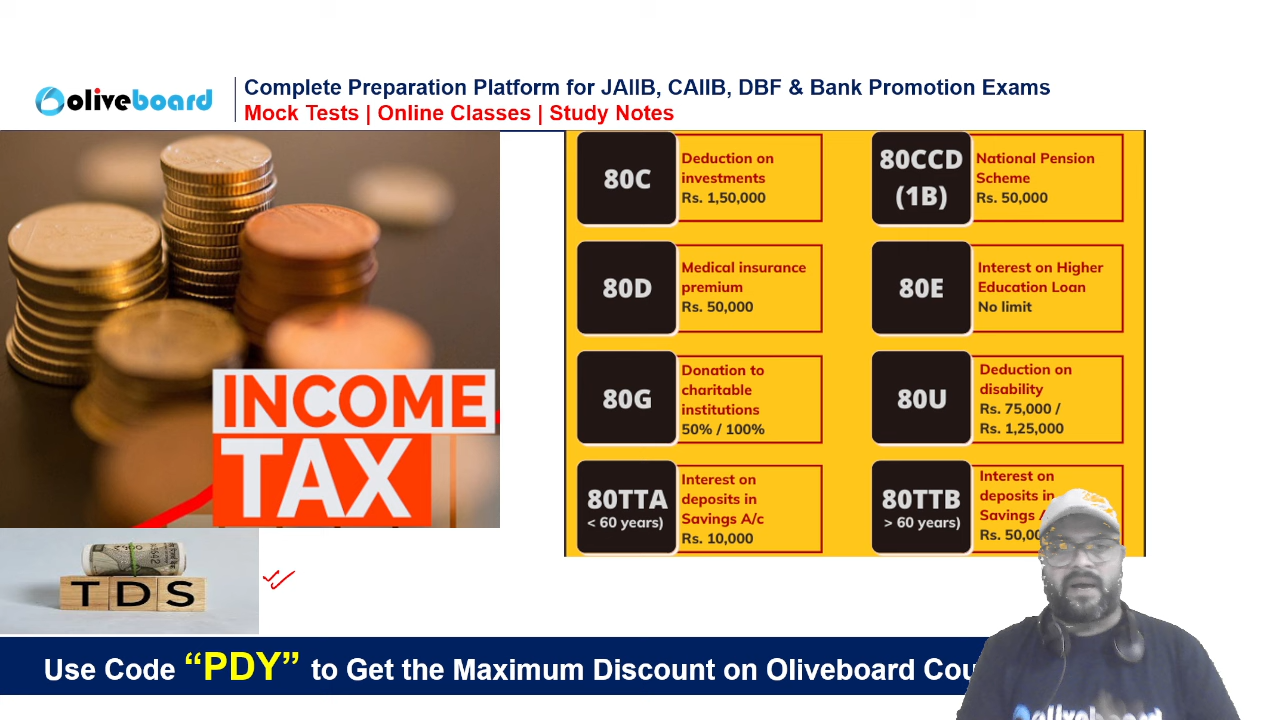 oliveboard
Complete Preparation Platform for JAIIB, CAIIB, DBF & Bank Promotion Exams
Mock Tests | Online Classes | Study Notes
80C
Deduction on
investments
Rs. 1,50,000
80CCD
(1B)
National Pension
Scheme
Rs. 50,000
80D
Medical insurance
premium
Rs. 50,000
80E
Interest on Higher
Education Loan
No limit
80G
Donation to
charitable
institutions
50% / 100%
80U
Deduction on
disability
Rs. 75,000 /
Rs. 1,25,000
80TTA
< 60 years)
Interest on
deposits in
Savings A/c
Rs. 10,000
80TTB
> 60 years)
Interest on
deposits in
Savings
Rs.
INCOME
TAX
TDS
Use Code “PDY” to Get the Maximum Discount on Oliveboard
oliveboard